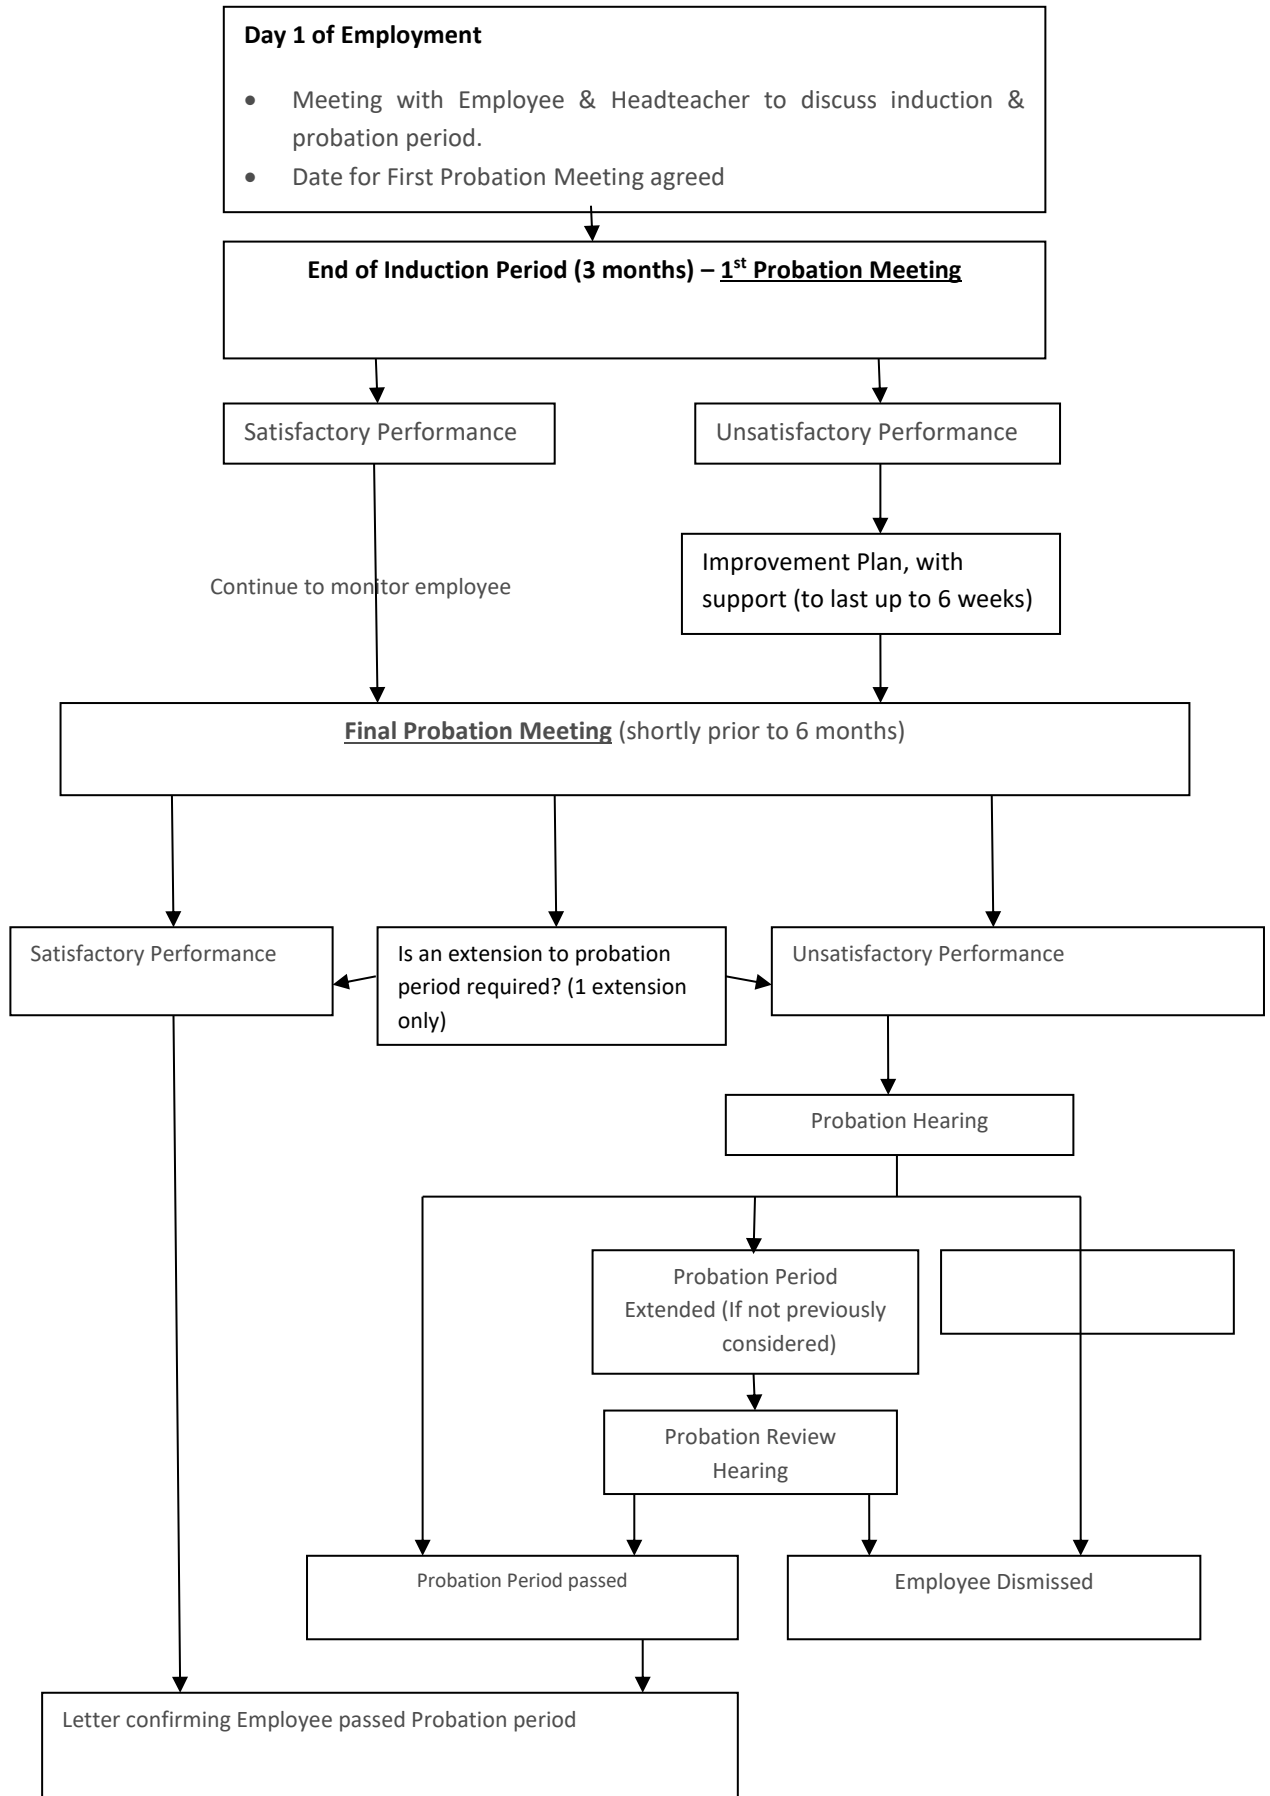 Day 1 of Employment
• Meeting with Employee & Headteacher to discuss induction &
probation period.
• Date for First Probation Meeting agreed
End of Induction Period (3 months) – 1st Probation Meeting
Satisfactory Performance
Unsatisfactory Performance
Improvement Plan, with
support (to last up to 6 weeks)
Continue to monitor employee
Final Probation Meeting (shortly prior to 6 months)
Satisfactory Performance
Is an extension to probation
period required? (1 extension
only)
Unsatisfactory Performance
Probation Hearing
Probation Period
Extended (If not previously
considered)
Probation Review
Hearing
Probation Period passed
Employee Dismissed
Letter confirming Employee passed Probation period